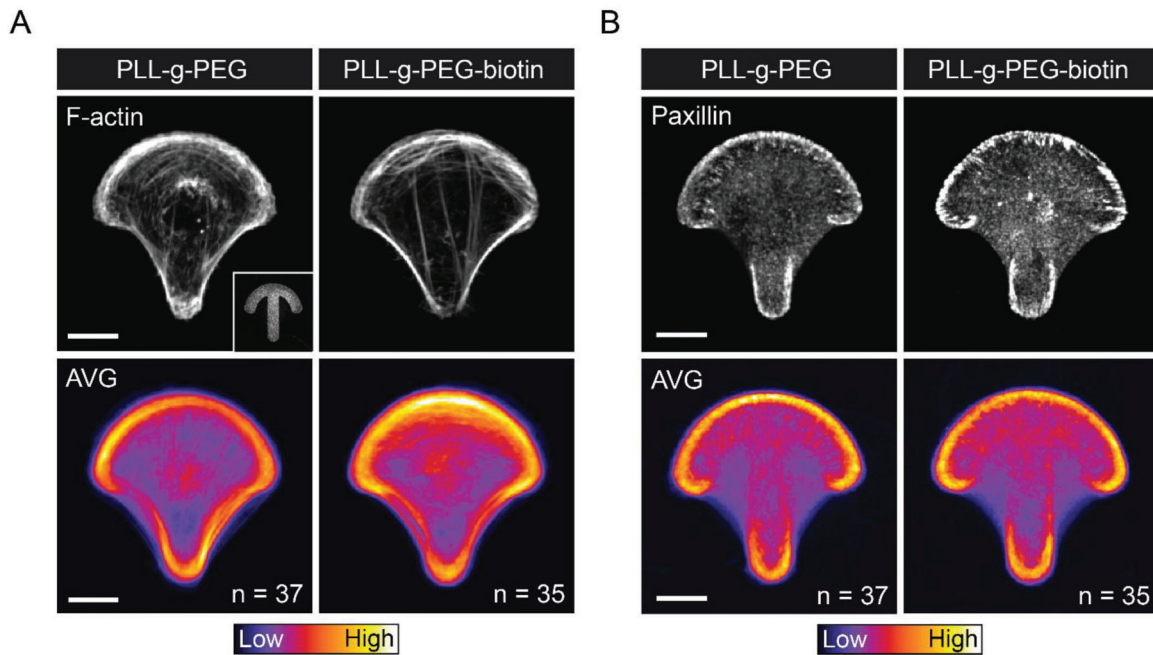 A
PLL-g-PEG
PLL-g-PEG-biotin
F-actin
AVG
n = 37
n = 35
Low
High
B
PLL-g-PEG
PLL-g-PEG-biotin
Paxillin
AVG
n = 37
n = 35
Low
High